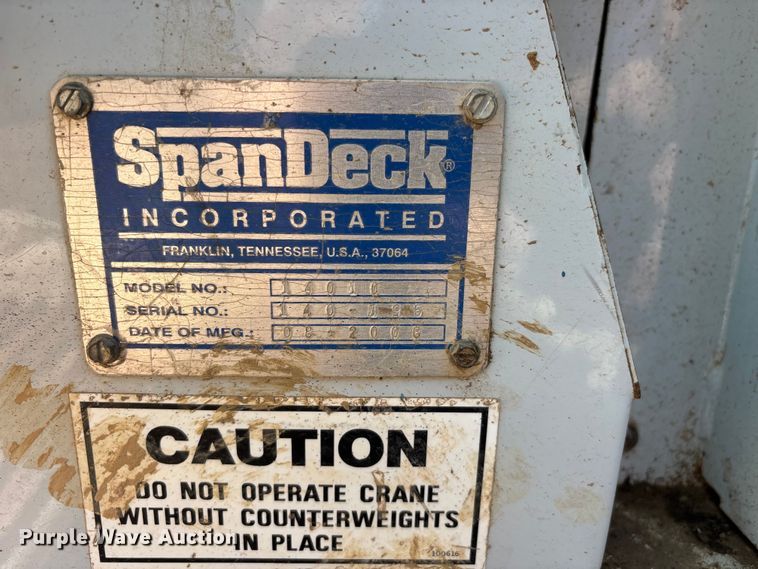 SpanDeck®
INCORPORATED
FRANKLIN, TENNESSEE, U.S.A., 37064
MODEL NO.:
SERIAL NO.:
DATE OF MFG.:
CAUTION
DO NOT OPERATE CRANE
WITHOUT COUNTERWEIGHTS
IN PLACE
100616
Purple Wave Auction